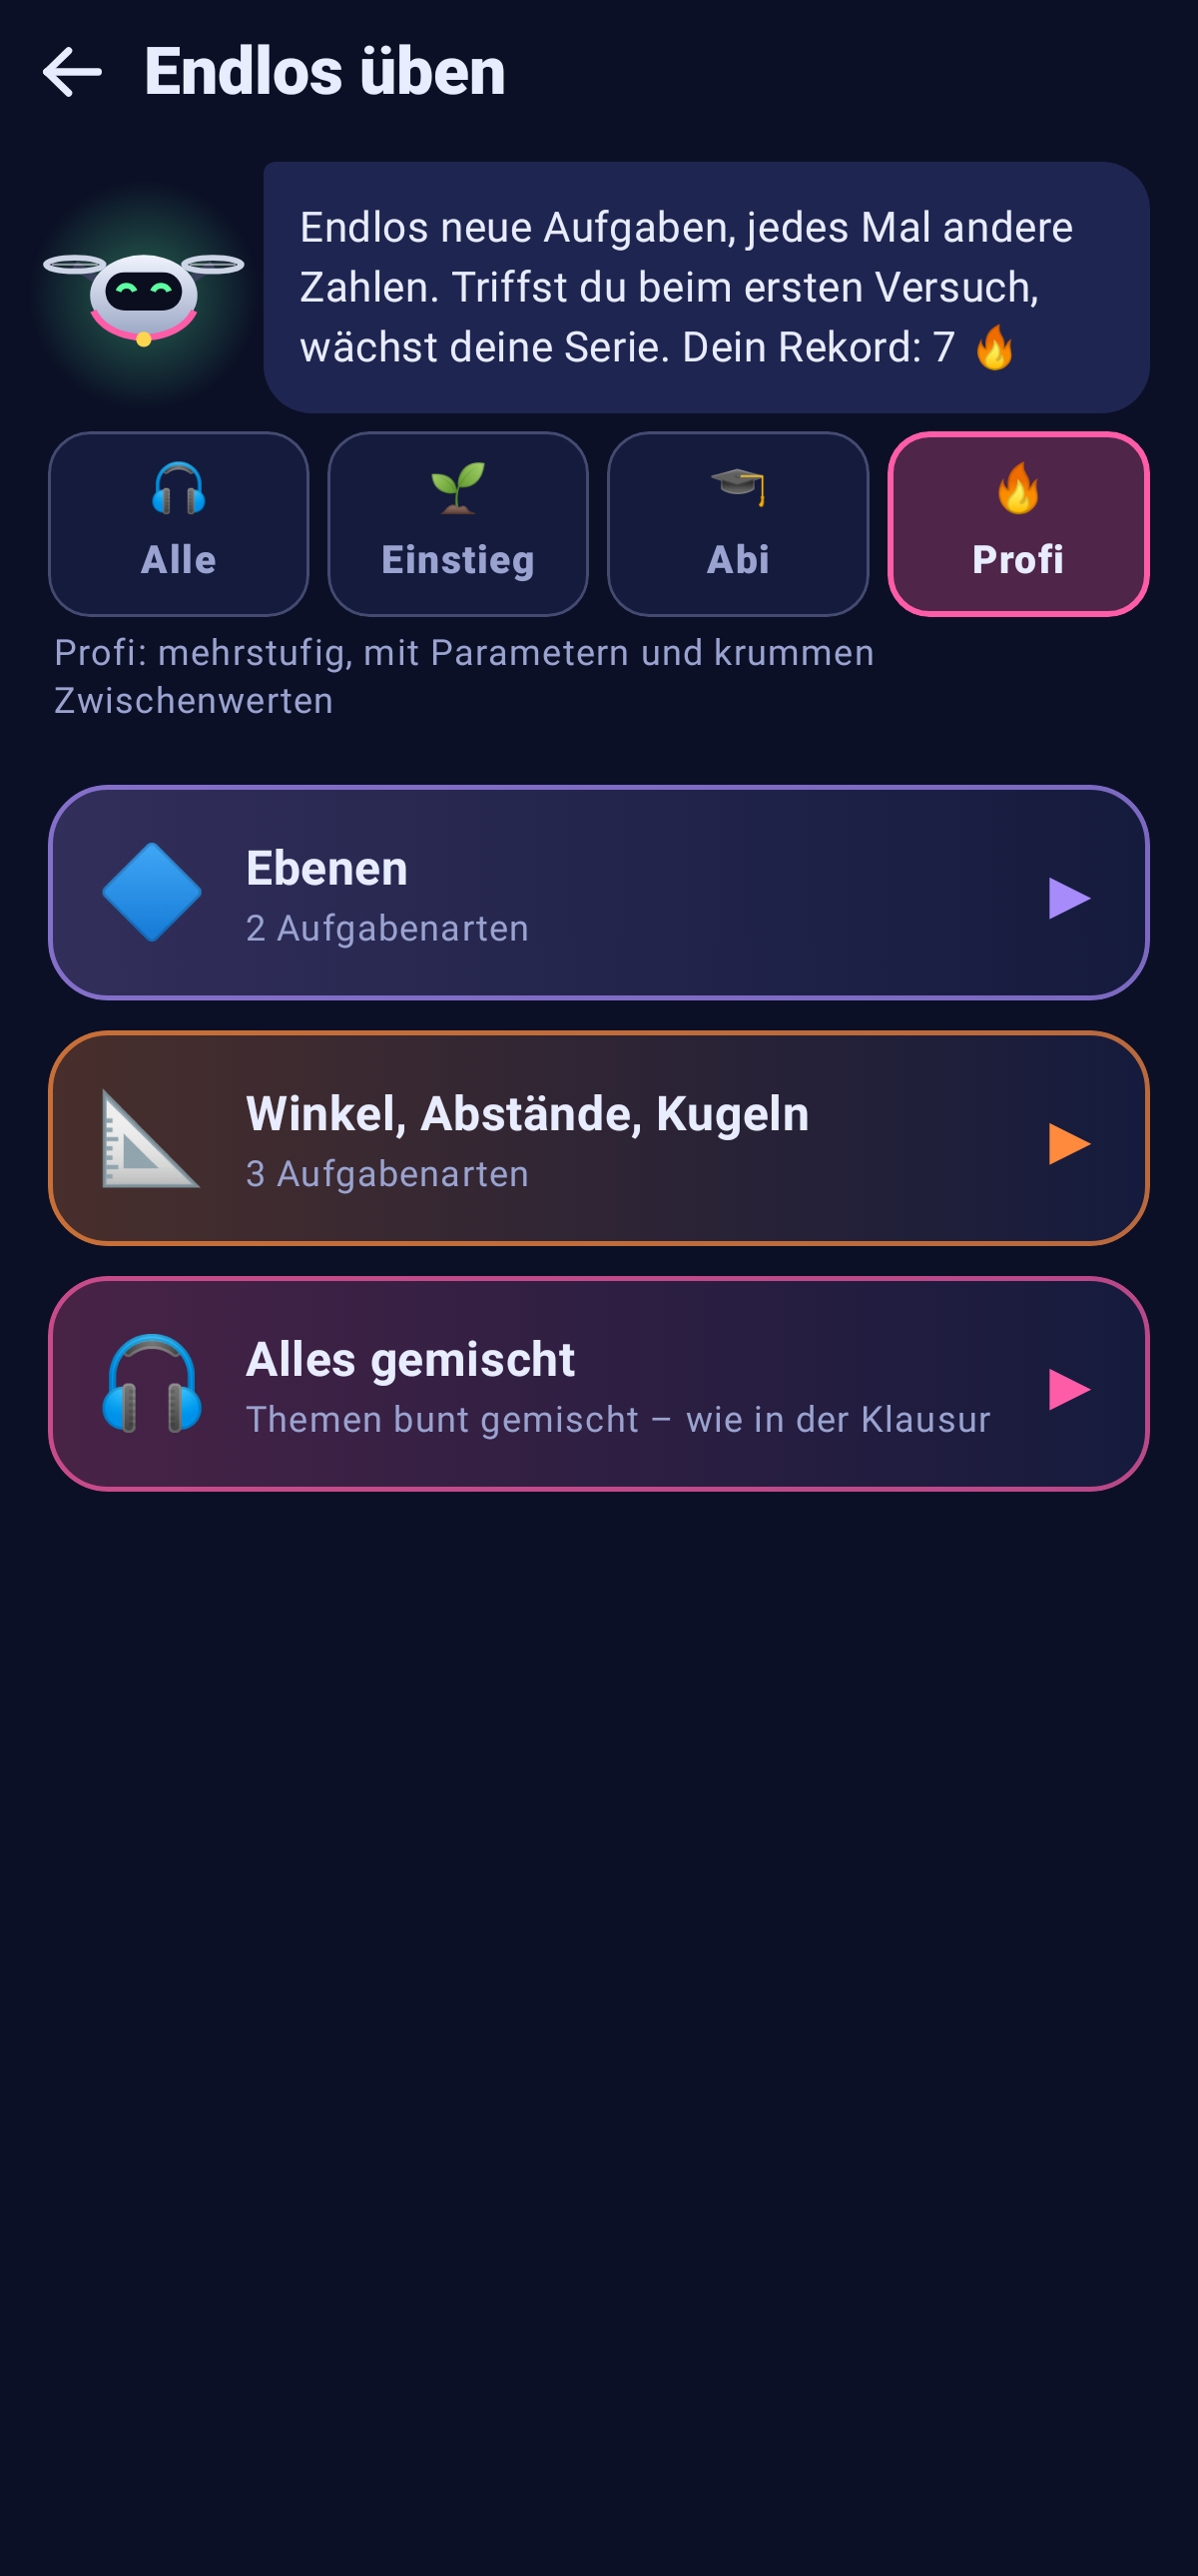 Endlos üben
Endlos neue Aufgaben, jedes Mal andere
Zahlen. Triffst du beim ersten Versuch,
wächst deine Serie. Dein Rekord: 7 🔥
Alle
Einstieg
Abi
Profi
Profi: mehrstufig, mit Parametern und krummen
Zwischenwerten
Ebenen
2 Aufgabenarten
Winkel, Abstände, Kugeln
3 Aufgabenarten
Alles gemischt
Themen bunt gemischt – wie in der Klausur